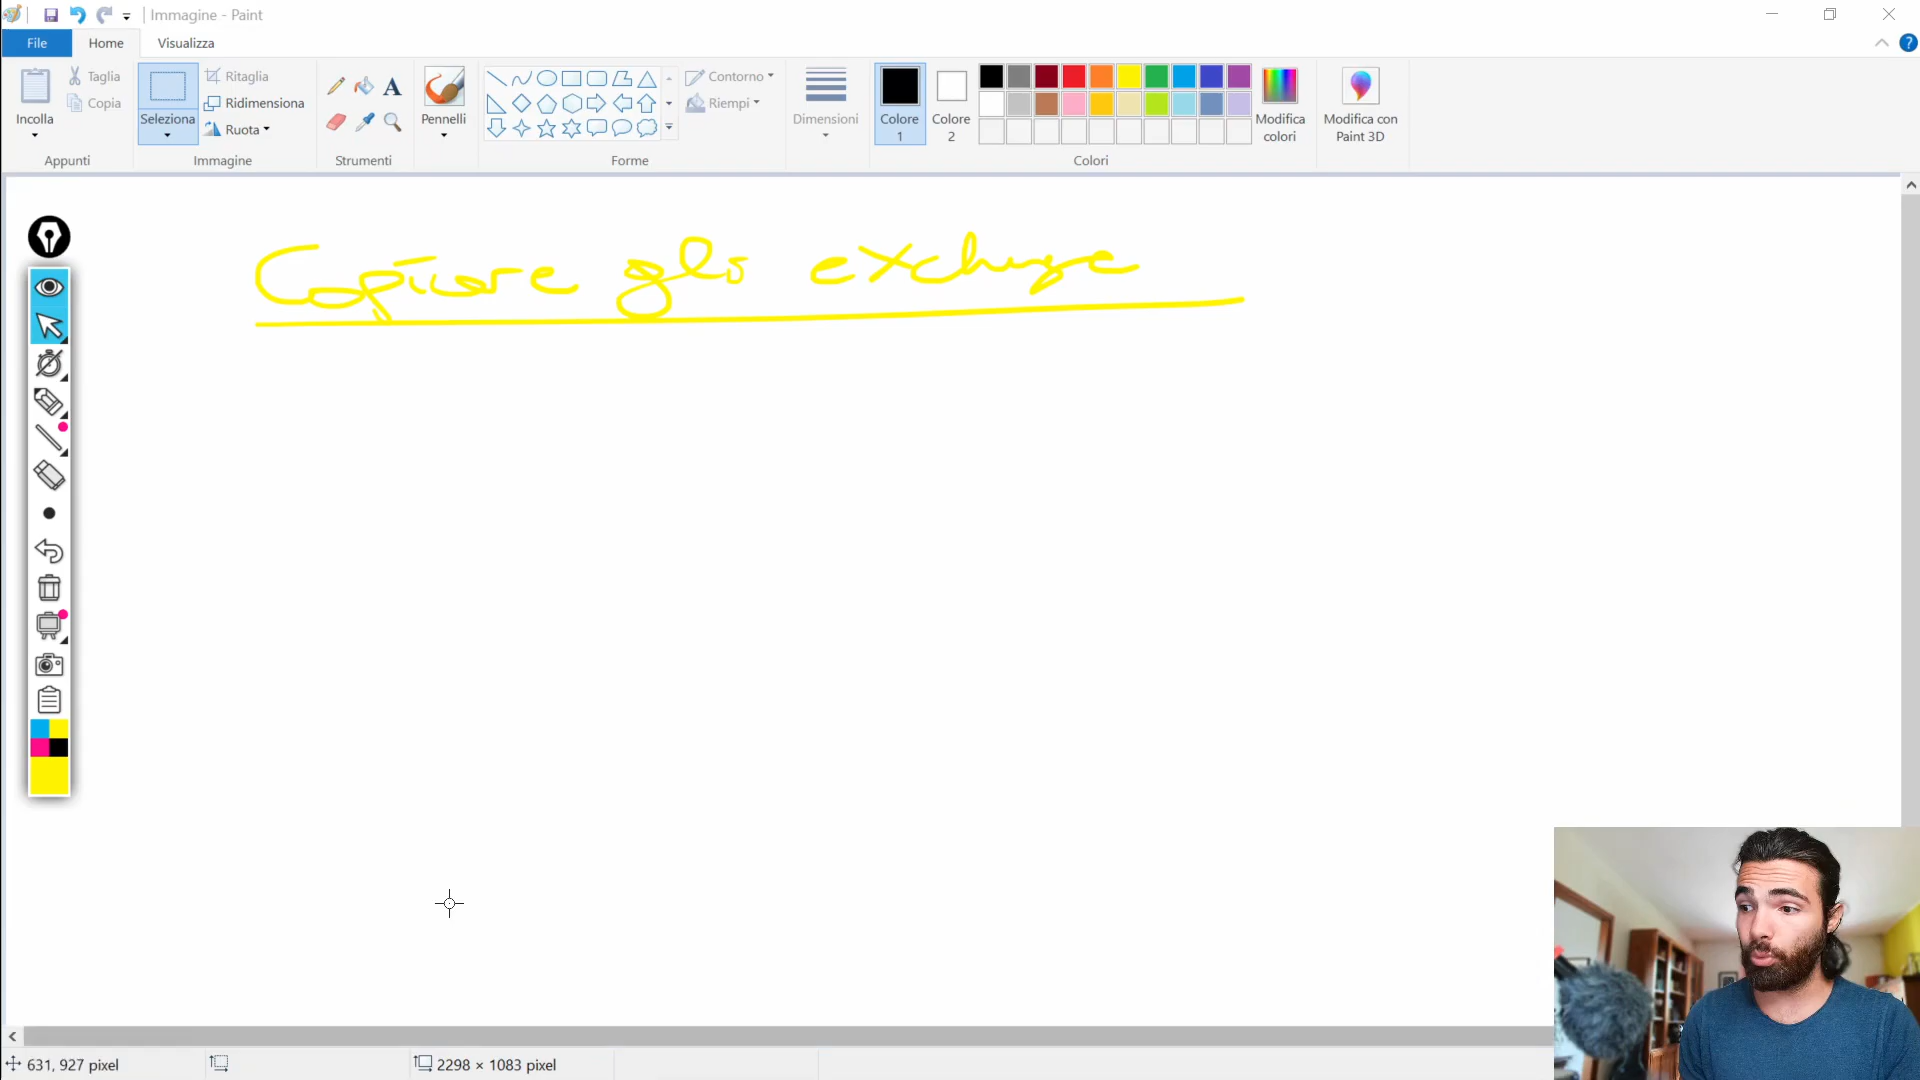 Immagine - Paint
File Home Visualizza
Incolla Taglia Copia Seleziona Ritaglia Ridimensiona Ruota Pennelli Contorno Riempi Dimensioni Colore 1 Colore 2 Modifica colori Modifica con Paint 3D
Appunti Immagine Strumenti Forme Colori
Copiare gli exchange
631, 927 pixel 2298 × 1083 pixel